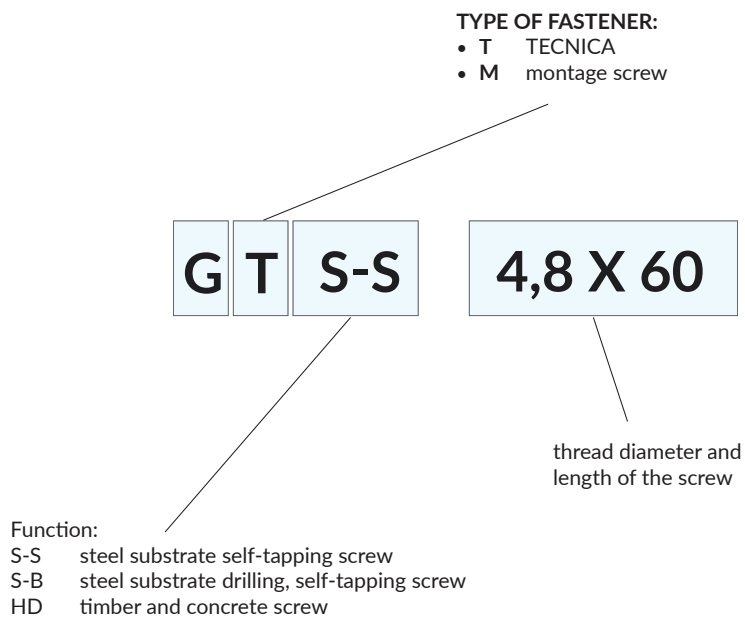 TYPE OF FASTENER:
• T TECNICA
• M montage screw
G T S-S 4,8 X 60
thread diameter and
length of the screw
Function:
S-S steel substrate self-tapping screw
S-B steel substrate drilling, self-tapping screw
HD timber and concrete screw